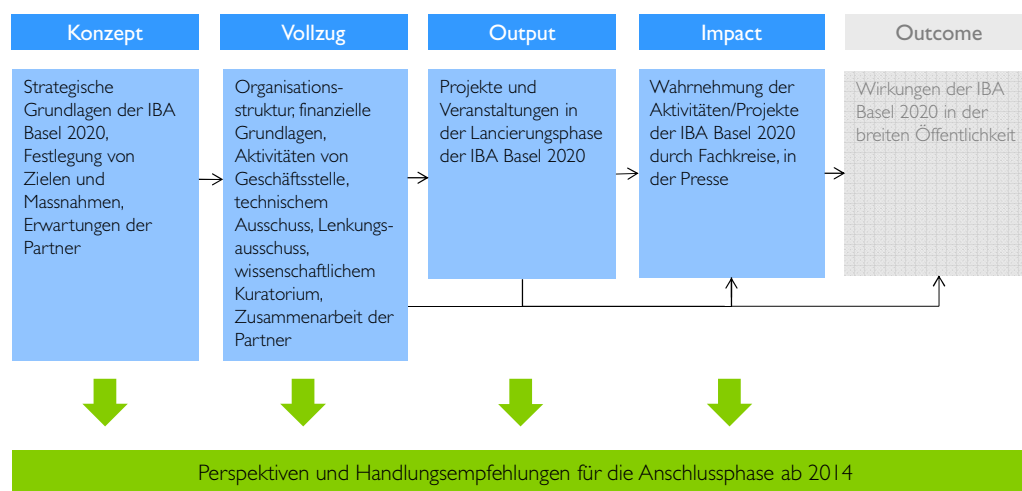 Konzept
Vollzug
Output
Impact
Outcome
Strategische
Grundlagen der IBA
Basel 2020,
Festlegung von
Zielen und
Massnahmen,
Erwartungen der
Partner
Organisations-
struktur, finanzielle
Grundlagen,
Aktivitäten von
Geschäftsstelle,
technischem
Ausschuss, Lenkungs-
ausschuss,
wissenschaftlichem
Kuratorium,
Zusammenarbeit der
Partner
Projekte und
Veranstaltungen in
der Lancierungsphase
der IBA Basel 2020
Wahrnehmung der
Aktivitäten/Projekte
der IBA Basel 2020
durch Fachkreise, in
der Presse
Wirkungen der IBA
Basel 2020 in der
breiten Öffentlichkeit
Perspektiven und Handlungsempfehlungen für die Anschlussphase ab 2014